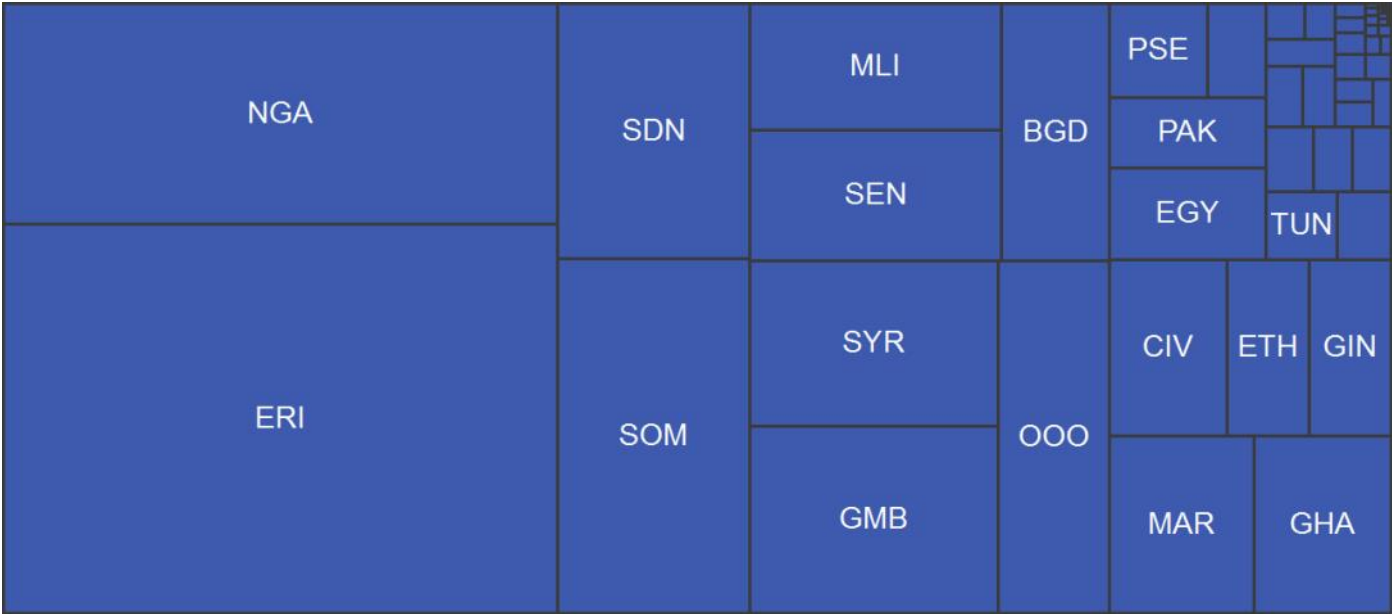 NGA
ERI
SDN
SOM
MLI
SEN
SYR
GMB
BGD
OOO
PSE
PAK
EGY
TUN
CIV
ETH
GIN
MAR
GHA